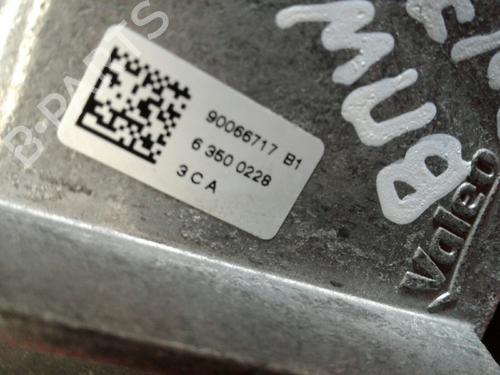 90066717 B1
6 350 0228
3 C A
MUB
Valeo
B-PARTS